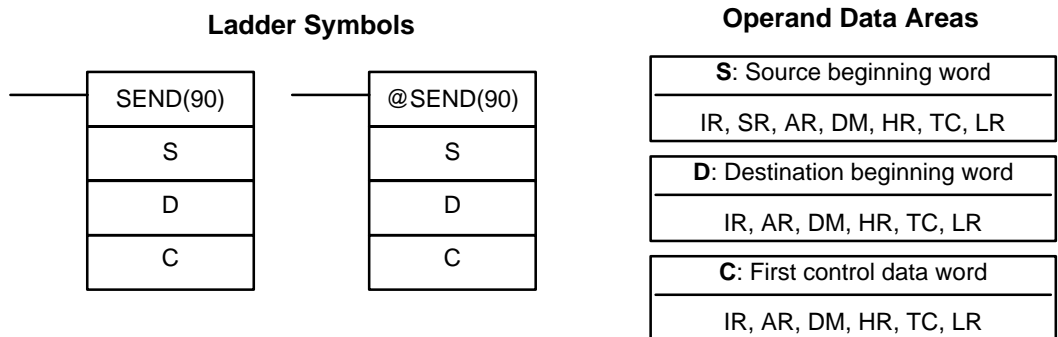 Ladder Symbols
SEND(90)
S
D
C
@SEND(90)
S
D
C
Operand Data Areas
S: Source beginning word
IR, SR, AR, DM, HR, TC, LR
D: Destination beginning word
IR, AR, DM, HR, TC, LR
C: First control data word
IR, AR, DM, HR, TC, LR